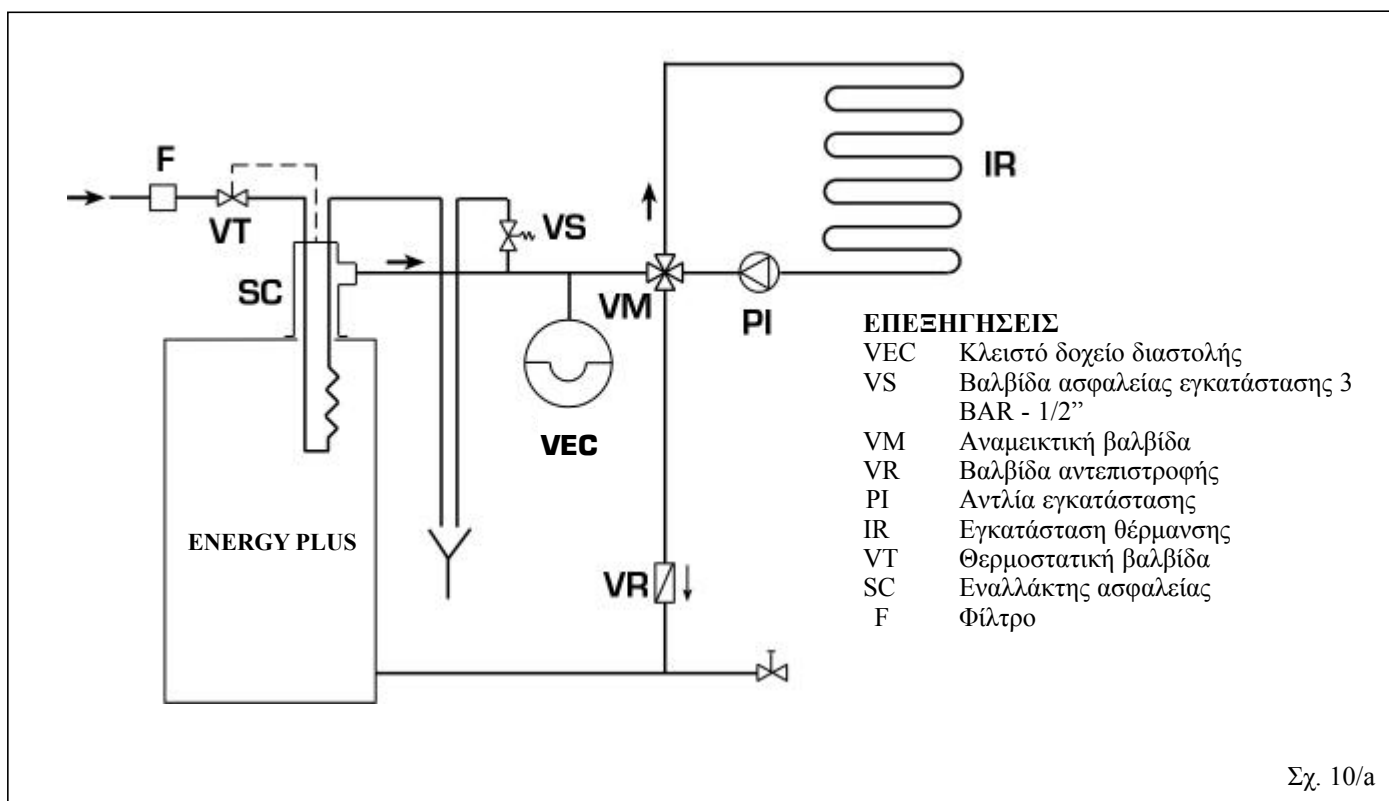 F
VT
SC
VS
VEC
VM
PI
IR
VR
ENERGY PLUS
ΕΠΕΞΗΓΗΣΕΙΣ
VEC Κλειστό δοχείο διαστολής
VS Βαλβίδα ασφαλείας εγκατάστασης 3
BAR - 1/2”
VM Αναμεικτική βαλβίδα
VR Βαλβίδα αντεπιστροφής
PI Αντλία εγκατάστασης
IR Εγκατάσταση θέρμανσης
VT Θερμοστατική βαλβίδα
SC Εναλλάκτης ασφαλείας
F Φίλτρο
Σχ. 10/a